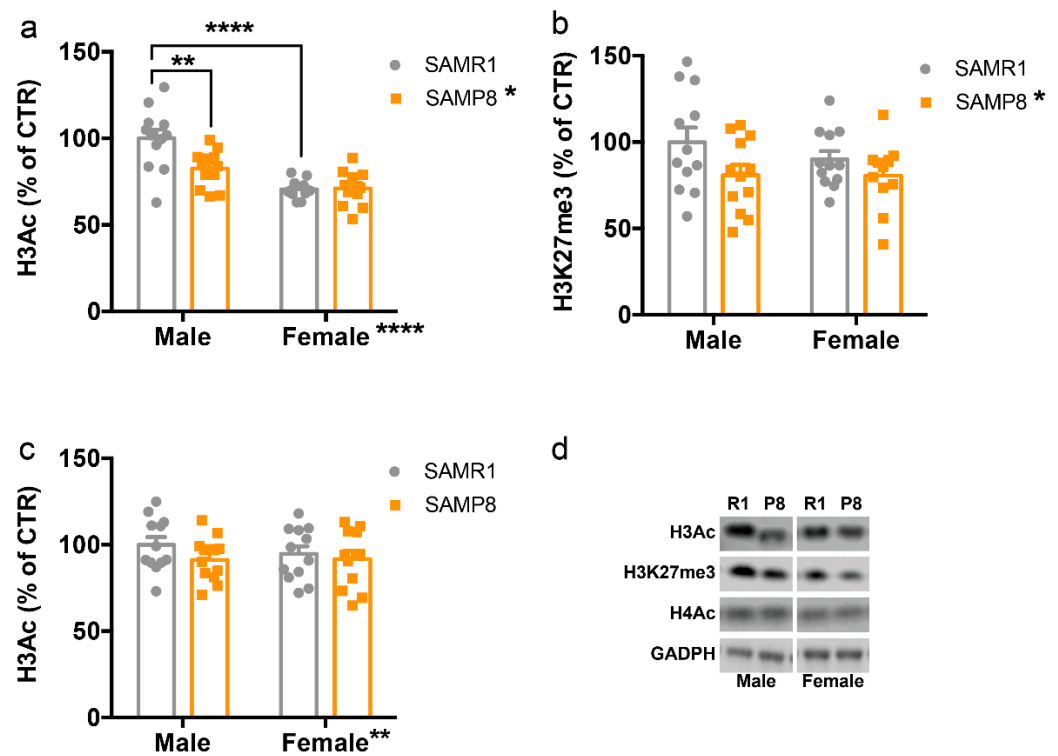 a
****
**
150
100
50
0
H3Ac (% of CTR)
SAMR1
SAMP8 *
Male
Female ****
b
150
100
50
0
H3K27me3 (% of CTR)
SAMR1
SAMP8 *
Male
Female
c
150
100
50
0
H3Ac (% of CTR)
SAMR1
SAMP8
Male
Female**
d
R1 P8 R1 P8
H3Ac
H3K27me3
H4Ac
GADPH
Male Female